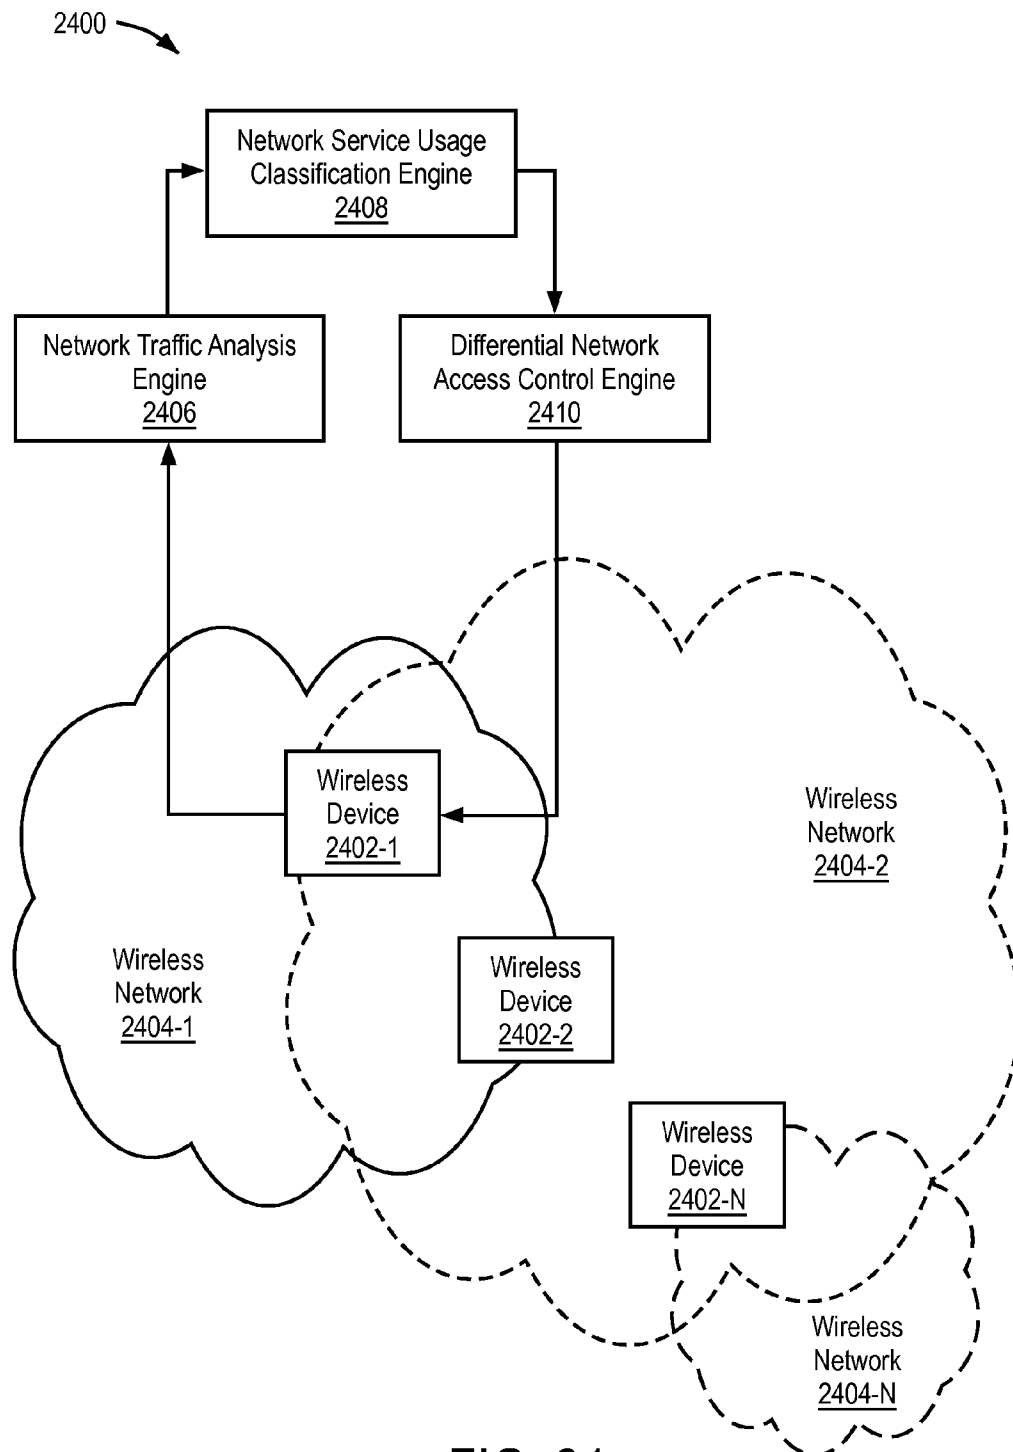 2400
Network Service Usage
Classification Engine
2408
Network Traffic Analysis
Engine
2406
Differential Network
Access Control Engine
2410
Wireless
Device
2402-1
Wireless
Network
2404-2
Wireless
Network
2404-1
Wireless
Device
2402-2
Wireless
Device
2402-N
Wireless
Network
2404-N